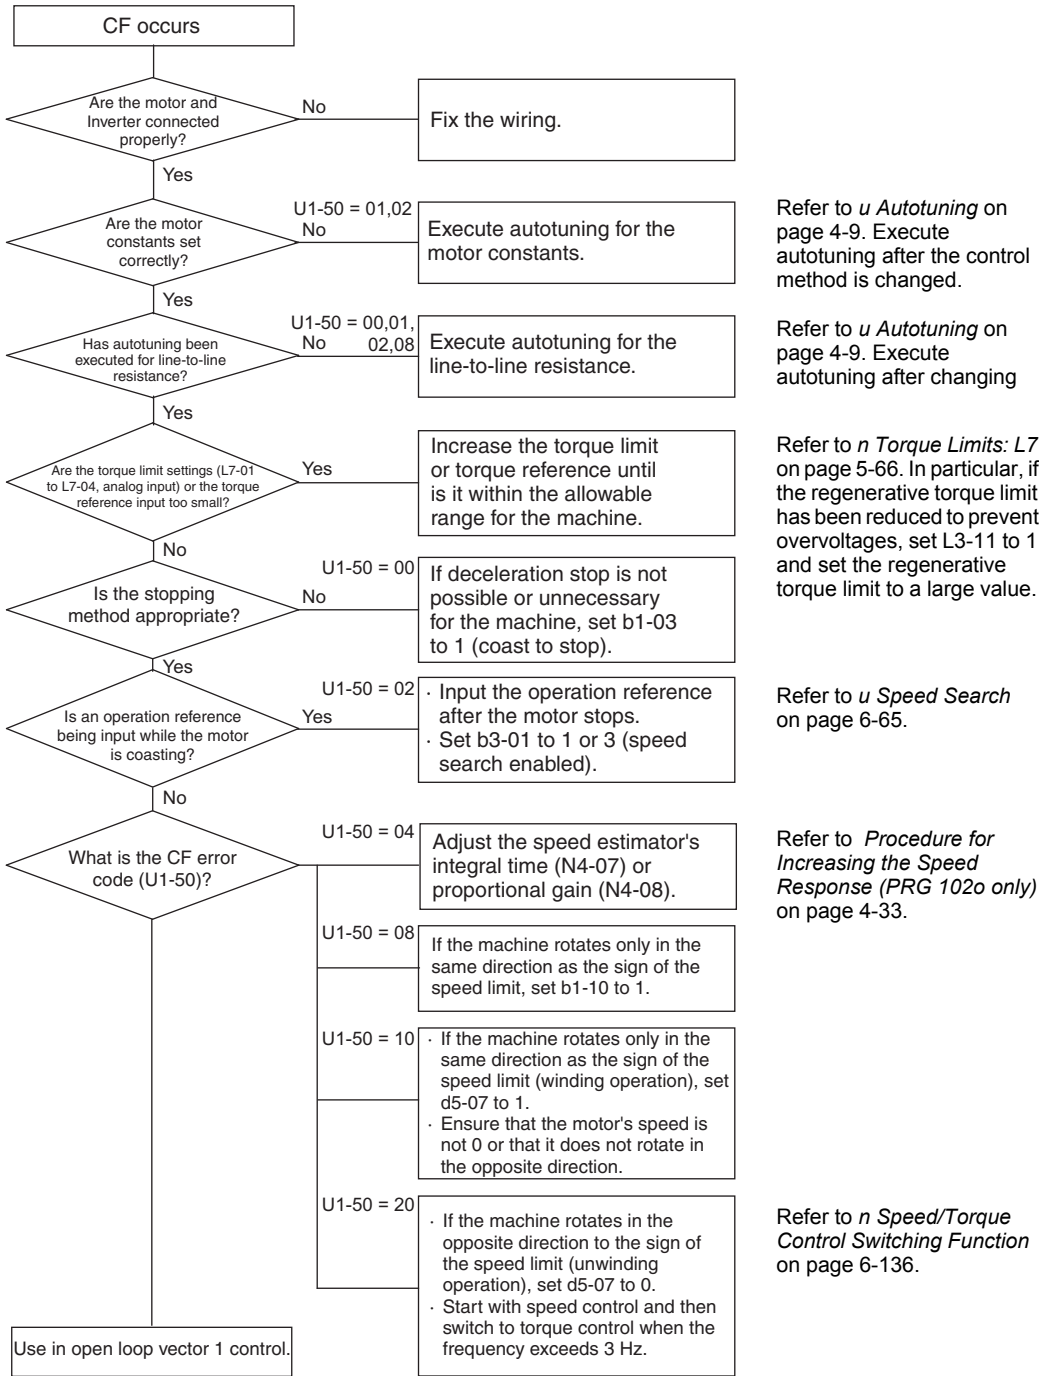 CF occurs
Are the motor and
Inverter connected
properly?
No
Fix the wiring.
Yes
Are the motor
constants set
correctly?
U1-50 = 01,02
No
Execute autotuning for the
motor constants.
Refer to u Autotuning on
page 4-9. Execute
autotuning after the control
method is changed.
Yes
Has autotuning been
executed for line-to-line
resistance?
U1-50 = 00,01,
No 02,08
Execute autotuning for the
line-to-line resistance.
Refer to u Autotuning on
page 4-9. Execute
autotuning after changing
Yes
Are the torque limit settings (L7-01
to L7-04, analog input) or the torque
reference input too small?
Yes
Increase the torque limit
or torque reference until
is it within the allowable
range for the machine.
Refer to n Torque Limits: L7
on page 5-66. In particular, if
the regenerative torque limit
has been reduced to prevent
overvoltages, set L3-11 to 1
and set the regenerative
torque limit to a large value.
No
Is the stopping
method appropriate?
U1-50 = 00
No
If deceleration stop is not
possible or unnecessary
for the machine, set b1-03
to 1 (coast to stop).
Yes
Is an operation reference
being input while the motor
is coasting?
U1-50 = 02
Yes
· Input the operation reference
after the motor stops.
· Set b3-01 to 1 or 3 (speed
search enabled).
Refer to u Speed Search
on page 6-65.
No
What is the CF error
code (U1-50)?
U1-50 = 04
Adjust the speed estimator's
integral time (N4-07) or
proportional gain (N4-08).
Refer to Procedure for
Increasing the Speed
Response (PRG 102o only)
on page 4-33.
U1-50 = 08
If the machine rotates only in the
same direction as the sign of the
speed limit, set b1-10 to 1.
U1-50 = 10
· If the machine rotates only in the
same direction as the sign of the
speed limit (winding operation), set
d5-07 to 1.
· Ensure that the motor's speed is
not 0 or that it does not rotate in
the opposite direction.
U1-50 = 20
· If the machine rotates in the
opposite direction to the sign of
the speed limit (unwinding
operation), set d5-07 to 0.
· Start with speed control and then
switch to torque control when the
frequency exceeds 3 Hz.
Refer to n Speed/Torque
Control Switching Function
on page 6-136.
Use in open loop vector 1 control.